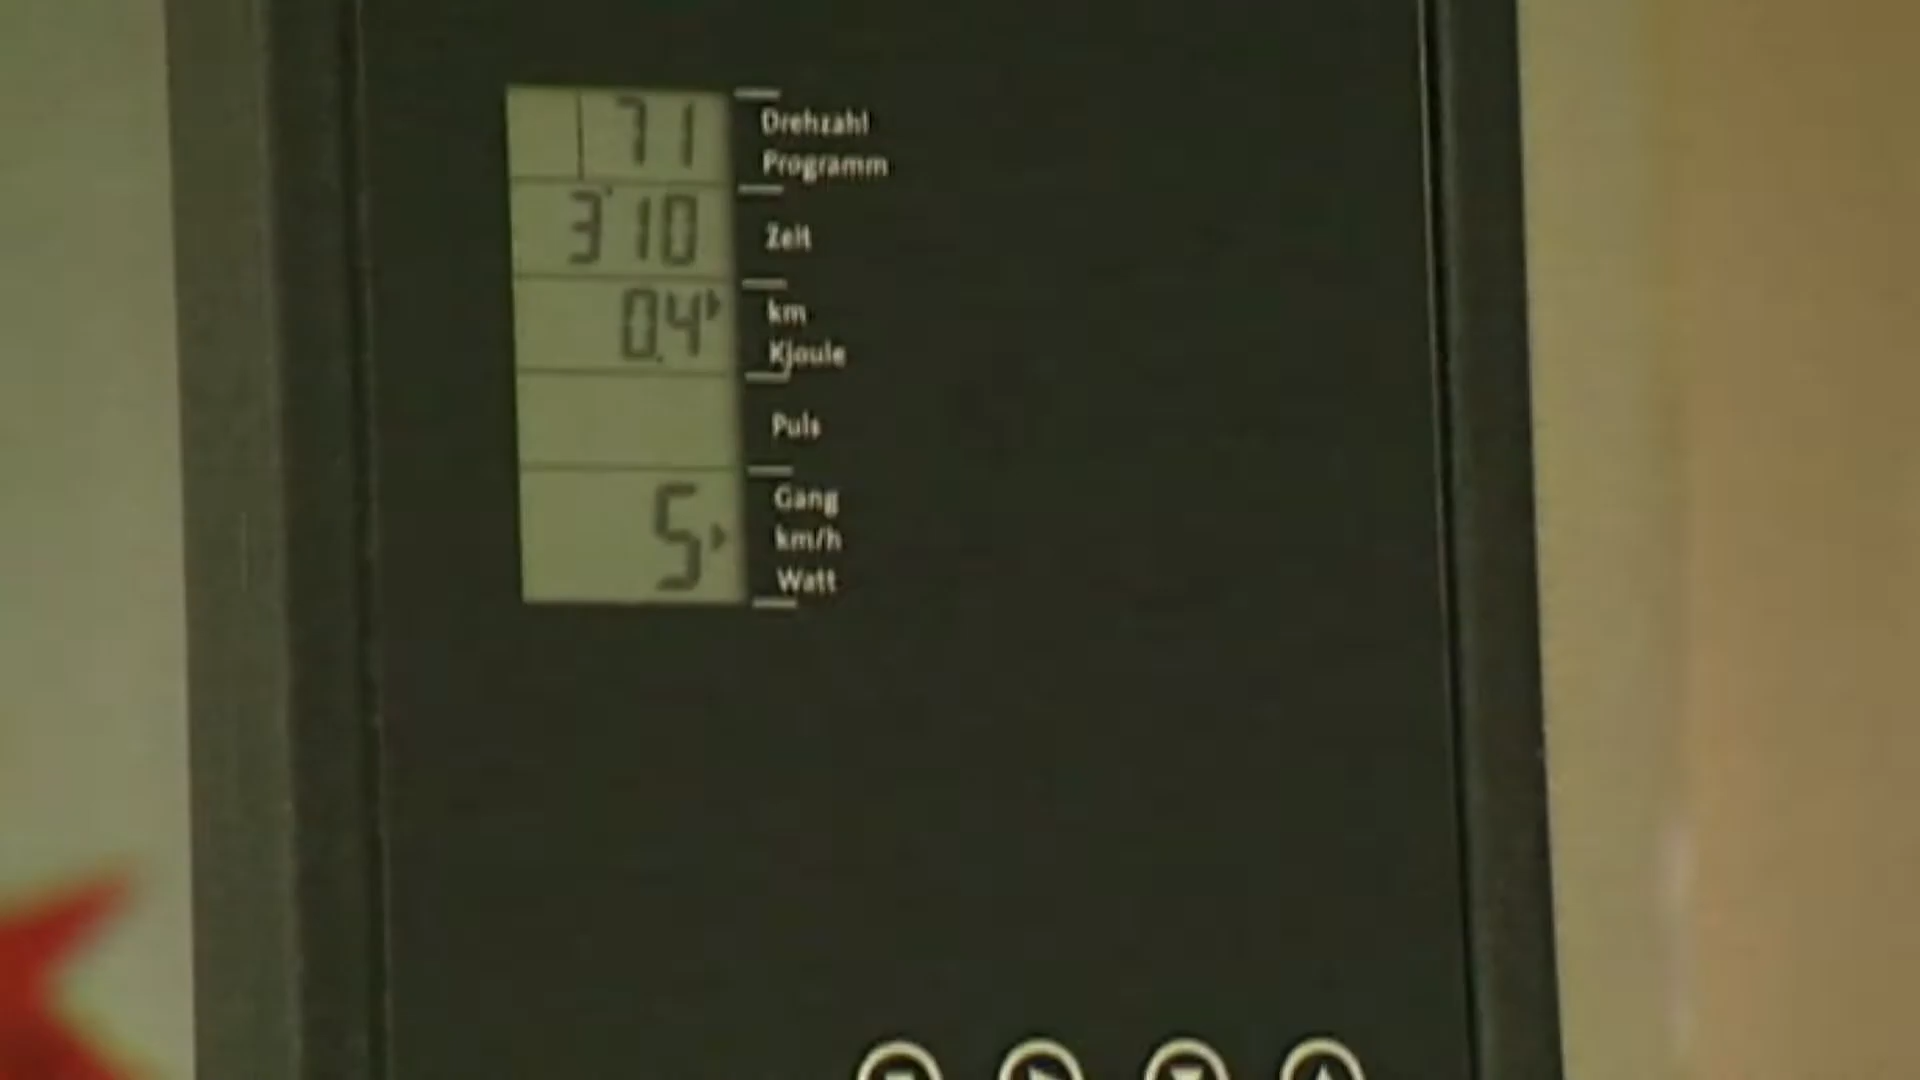 71
Drehzahl
Programm
3'10
Zeit
0.4
km
KJoule
Puls
5
Gang
km/h
Watt